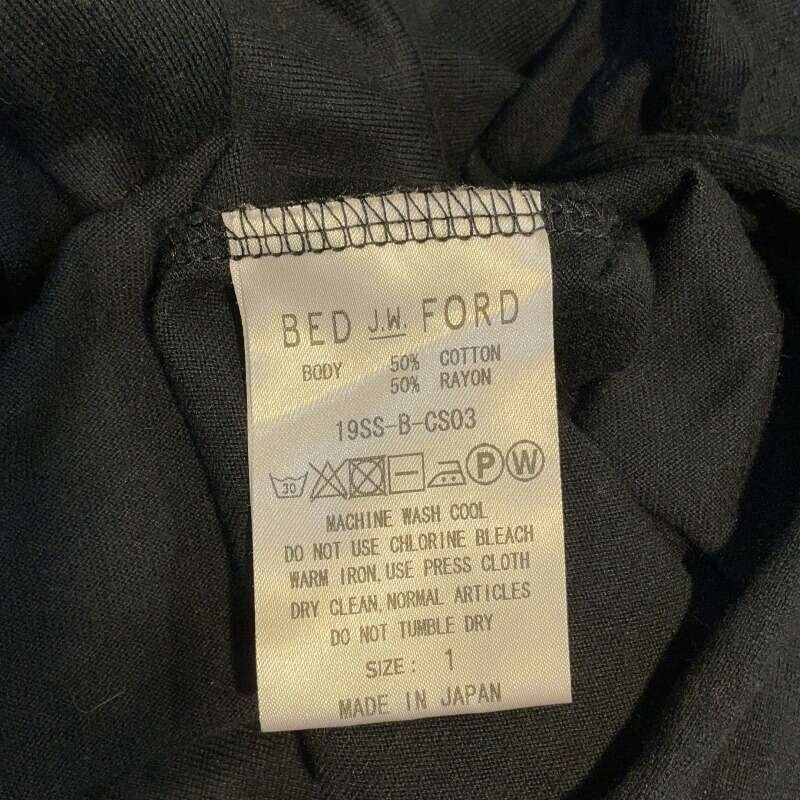 BED J.W. FORD
BODY 50% COTTON
50% RAYON
19SS-B-CS03
30 P W
MACHINE WASH COOL
DO NOT USE CHLORINE BLEACH
WARM IRON, USE PRESS CLOTH
DRY CLEAN, NORMAL ARTICLES
DO NOT TUMBLE DRY
SIZE: 1
MADE IN JAPAN